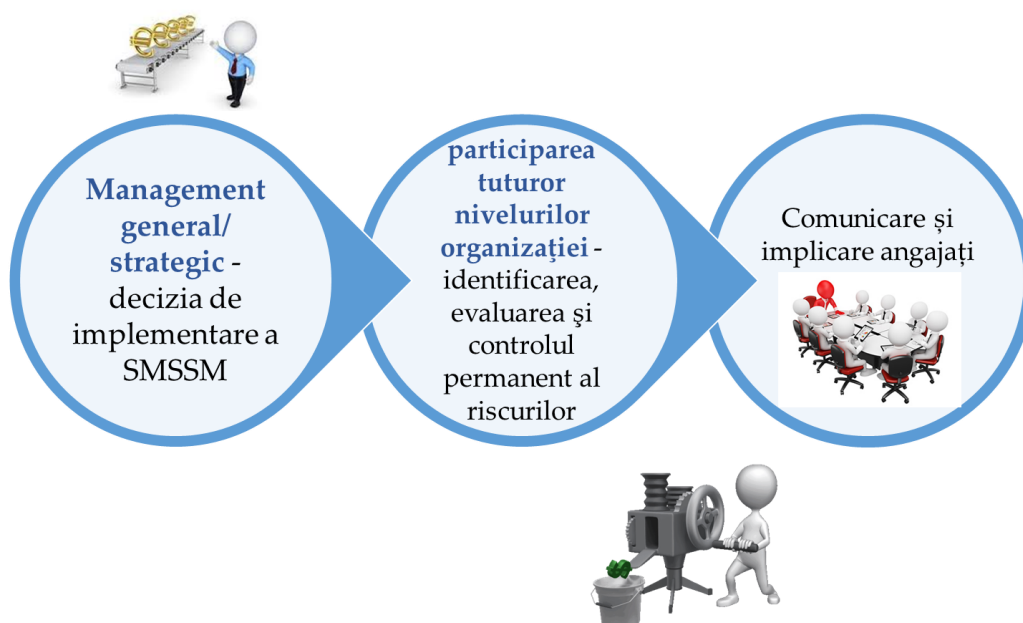 Management
general/
strategic -
decizia de
implementare a
SMSSM
participarea
tuturor
nivelurilor
organizaţiei -
identificarea,
evaluarea şi
controlul
permanent al
riscurilor
Comunicare și
implicare angajați